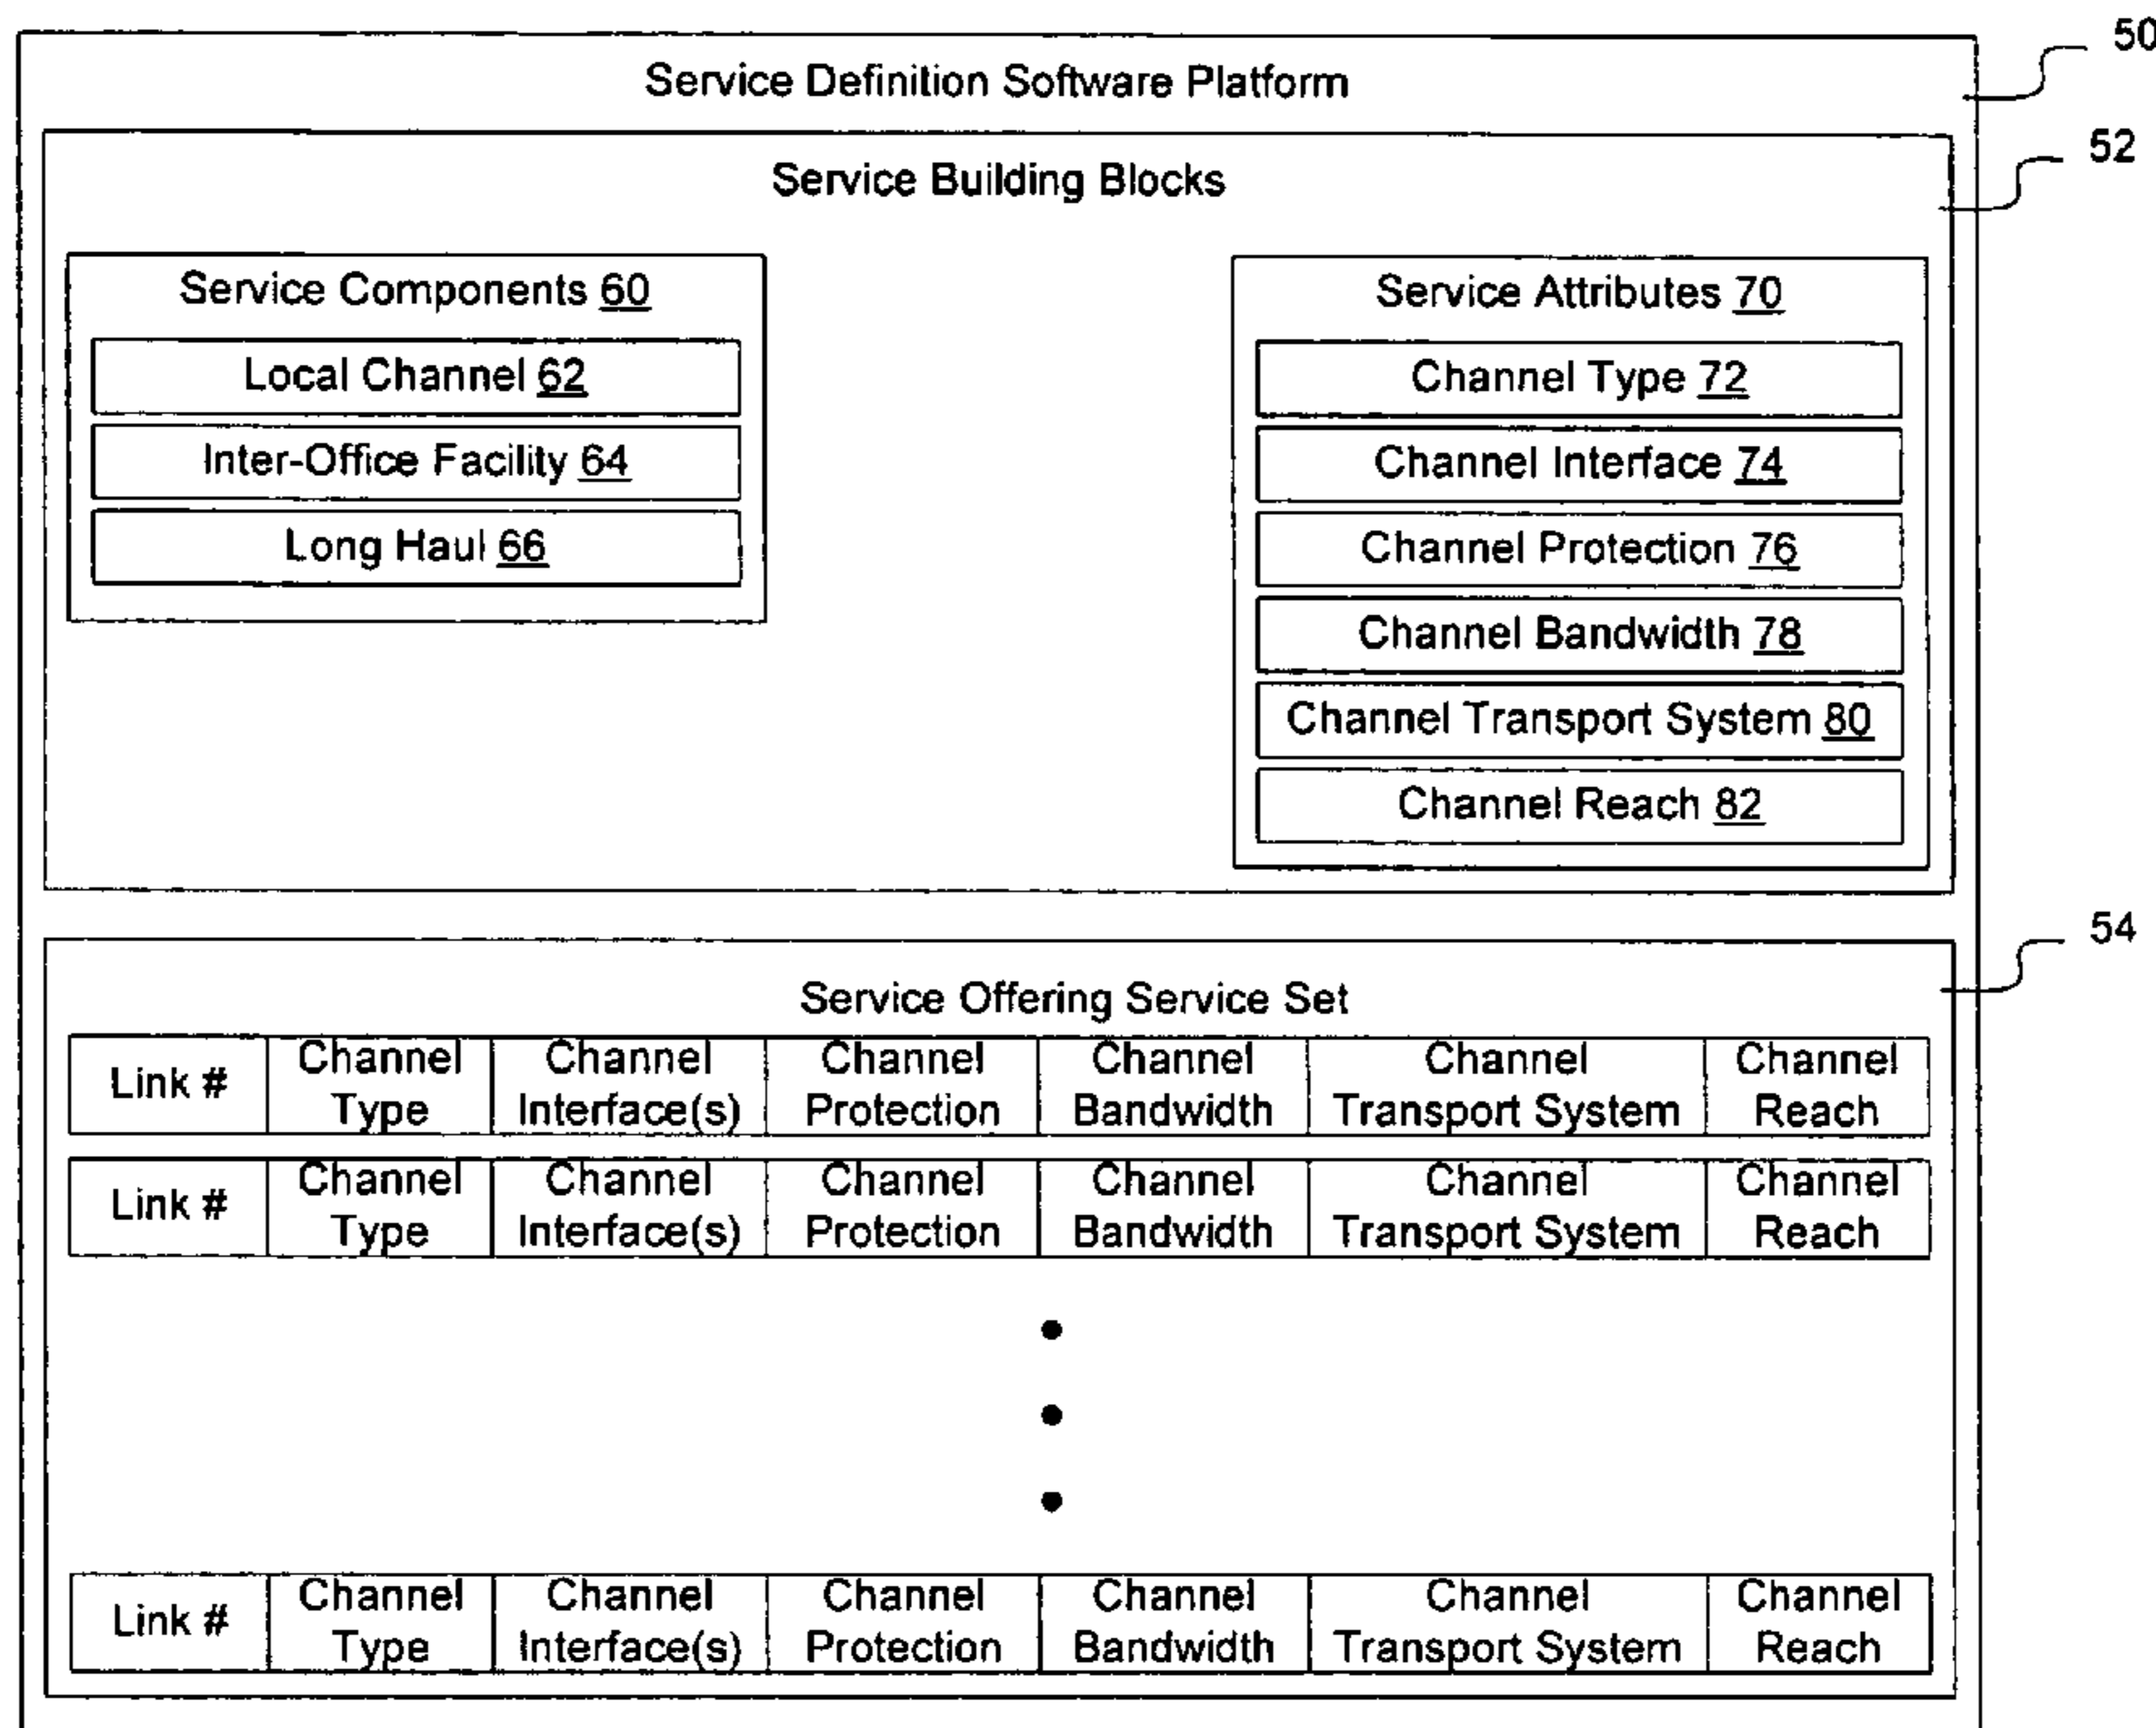 50
Service Definition Software Platform
52
Service Building Blocks
Service Components 60
Local Channel 62
Inter-Office Facility 64
Long Haul 66
Service Attributes 70
Channel Type 72
Channel Interface 74
Channel Protection 76
Channel Bandwidth 78
Channel Transport System 80
Channel Reach 82
54
Service Offering Service Set
Link #
Channel
Type
Channel
Interface(s)
Channel
Protection
Channel
Bandwidth
Channel
Transport System
Channel
Reach
Link #
Channel
Type
Channel
Interface(s)
Channel
Protection
Channel
Bandwidth
Channel
Transport System
Channel
Reach
Link #
Channel
Type
Channel
Interface(s)
Channel
Protection
Channel
Bandwidth
Channel
Transport System
Channel
Reach